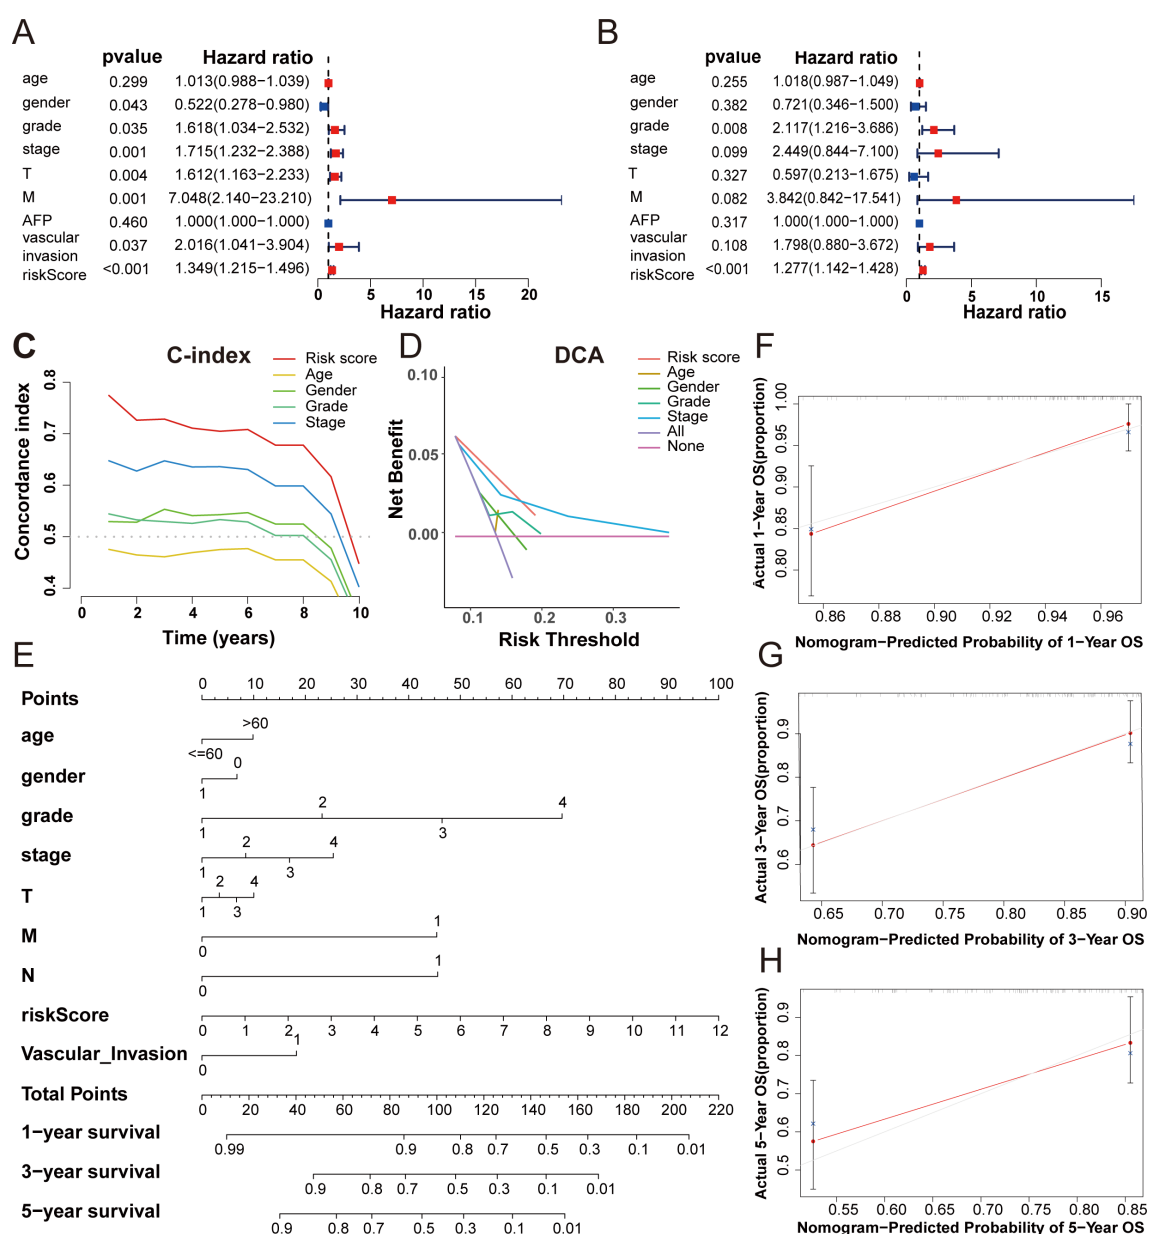 A
pvalue Hazard ratio
age 0.299 1.013(0.988−1.039)
gender 0.043 0.522(0.278−0.980)
grade 0.035 1.618(1.034−2.532)
stage 0.001 1.715(1.232−2.388)
T 0.004 1.612(1.163−2.233)
M 0.001 7.048(2.140−23.210)
AFP 0.460 1.000(1.000−1.000)
vascular
invasion 0.037 2.016(1.041−3.904)
riskScore <0.001 1.349(1.215−1.496)
0 5 10 15 20
Hazard ratio
B
pvalue Hazard ratio
age 0.255 1.018(0.987−1.049)
gender 0.382 0.721(0.346−1.500)
grade 0.008 2.117(1.216−3.686)
stage 0.099 2.449(0.844−7.100)
T 0.327 0.597(0.213−1.675)
M 0.082 3.842(0.842−17.541)
AFP 0.317 1.000(1.000−1.000)
vascular
invasion 0.108 1.798(0.880−3.672)
riskScore <0.001 1.277(1.142−1.428)
0 5 10 15
Hazard ratio
C
C-index
Risk score
Age
Gender
Grade
Stage
Concordance index
0.8
0.7
0.6
0.5
0.4
0 2 4 6 8 10
Time (years)
D
DCA
Risk score
Age
Gender
Grade
Stage
All
None
Net Benefit
0.10
0.05
0.00
0.1 0.2 0.3
Risk Threshold
E
Points 0 10 20 30 40 50 60 70 80 90 100
age
>60
<=60
gender
0
1
grade
2 4
1 3
stage
2 4
1 3
T
2 4
1 3
M
1
0
N
1
0
riskScore
0 1 2 3 4 5 6 7 8 9 10 11 12
Vascular_Invasion
1
0
Total Points
0 20 40 60 80 100 120 140 160 180 200 220
1−year survival
0.99 0.9 0.8 0.7 0.5 0.3 0.1 0.01
3−year survival
0.9 0.8 0.7 0.5 0.3 0.1 0.01
5−year survival
0.9 0.8 0.7 0.5 0.3 0.1 0.01
F
Actual 1−Year OS(proportion)
1.00
0.95
0.90
0.85
0.80
0.86 0.88 0.90 0.92 0.94 0.96
Nomogram−Predicted Probability of 1−Year OS
G
Actual 3−Year OS(proportion)
0.9
0.8
0.7
0.6
0.65 0.70 0.75 0.80 0.85 0.90
Nomogram−Predicted Probability of 3−Year OS
H
Actual 5−Year OS(proportion)
0.9
0.8
0.7
0.6
0.5
0.55 0.60 0.65 0.70 0.75 0.80 0.85
Nomogram−Predicted Probability of 5−Year OS